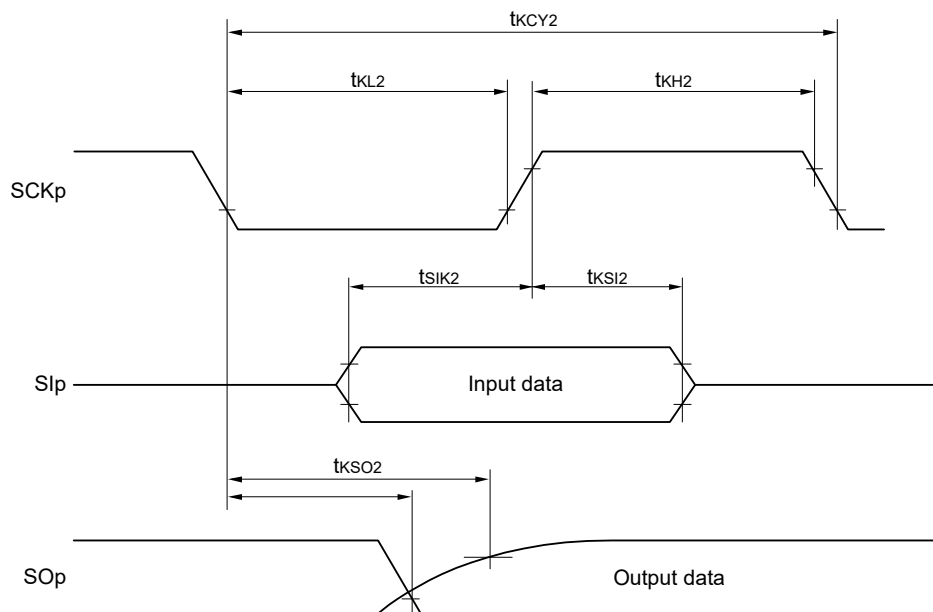 tKCY2
tKL2
tKH2
SCKp
tSIK2
tKSI2
SIp
Input data
tKSO2
SOp
Output data